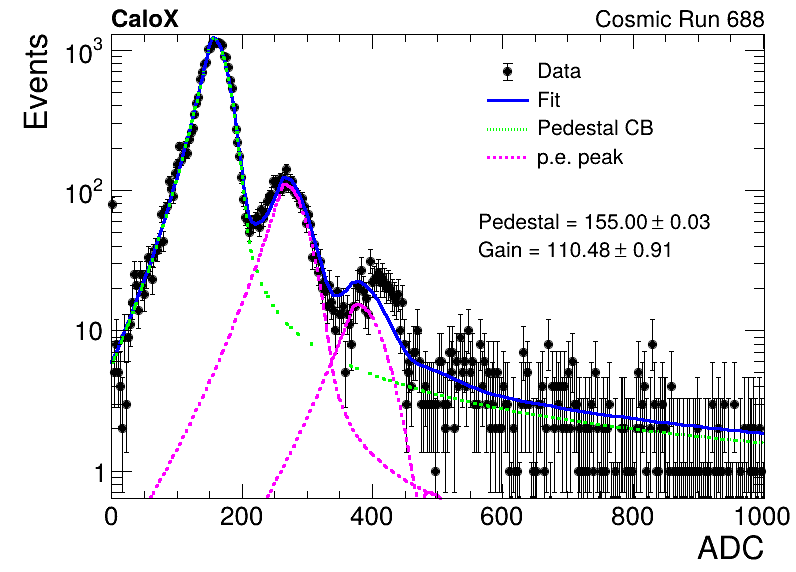 CaloX
Cosmic Run 688
Events
10³
10²
10
1
Data
Fit
Pedestal CB
p.e. peak
Pedestal = 155.00 ± 0.03
Gain = 110.48 ± 0.91
0 200 400 600 800 1000
ADC